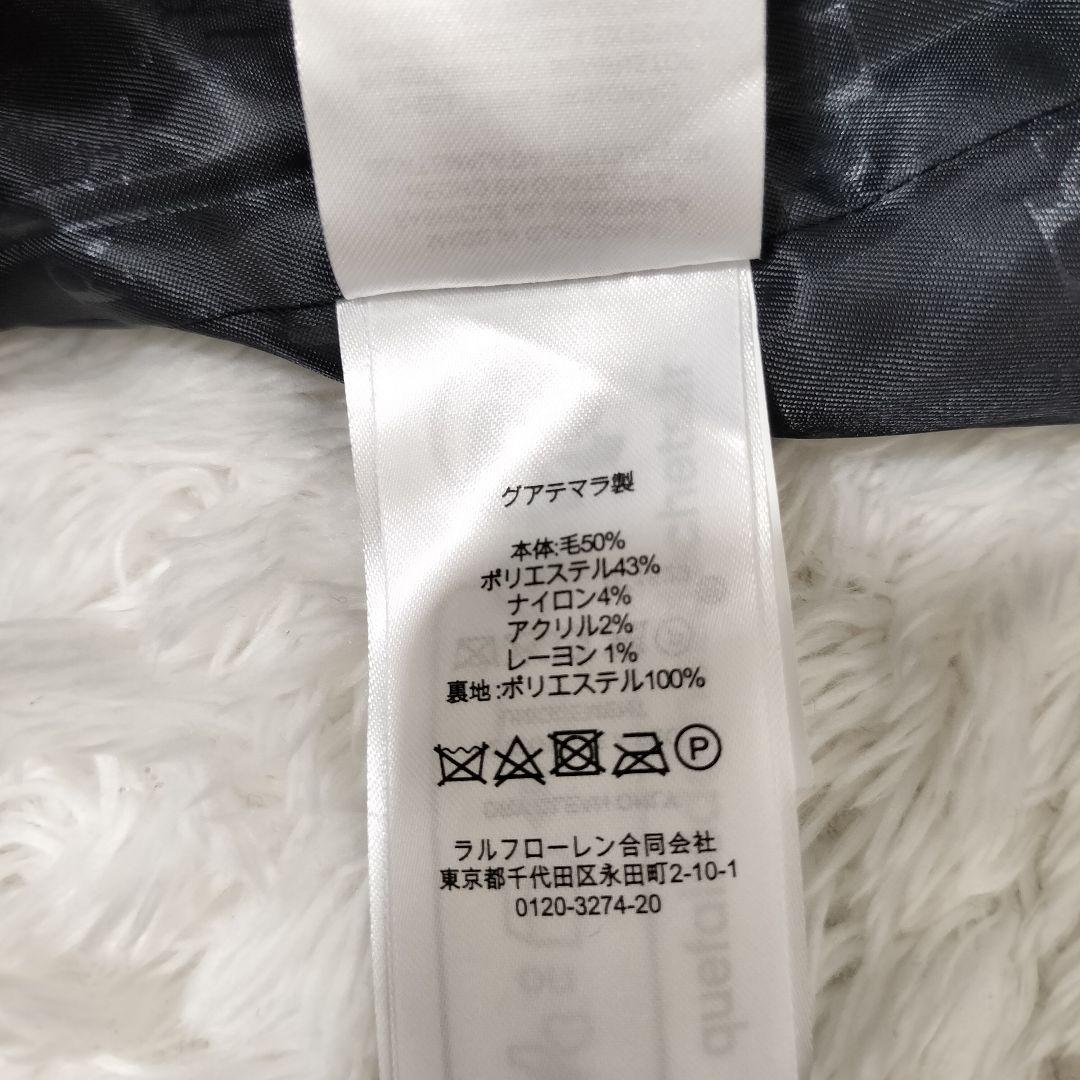 グアテマラ製
本体:毛50%
ポリエステル43%
ナイロン4%
アクリル2%
レーヨン 1%
裏地 :ポリエステル100%
P
ラルフローレン合同会社
東京都千代田区永田町2-10-1
0120-3274-20